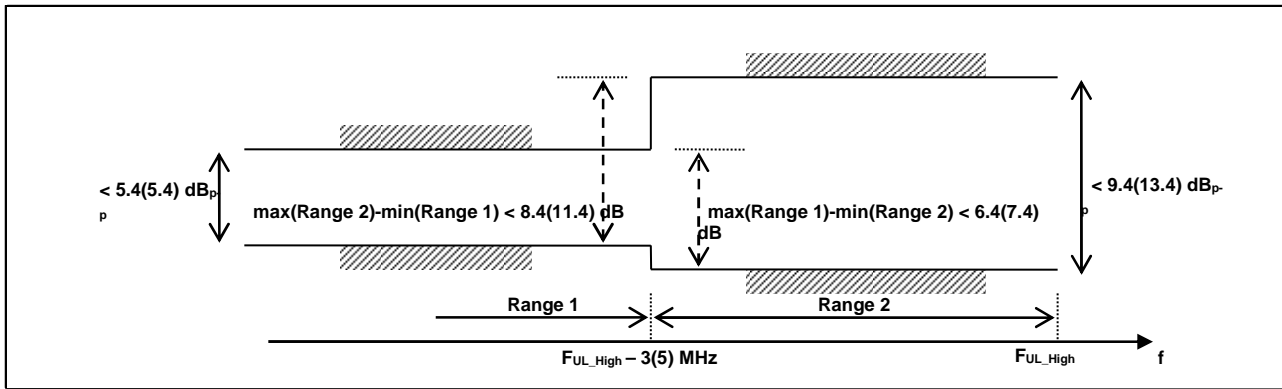 < 5.4(5.4) dBp-
p
max(Range 2)-min(Range 1) < 8.4(11.4) dB
max(Range 1)-min(Range 2) < 6.4(7.4)
dB
< 9.4(13.4) dBp-
p
Range 1
Range 2
FUL_High – 3(5) MHz
FUL_High
f